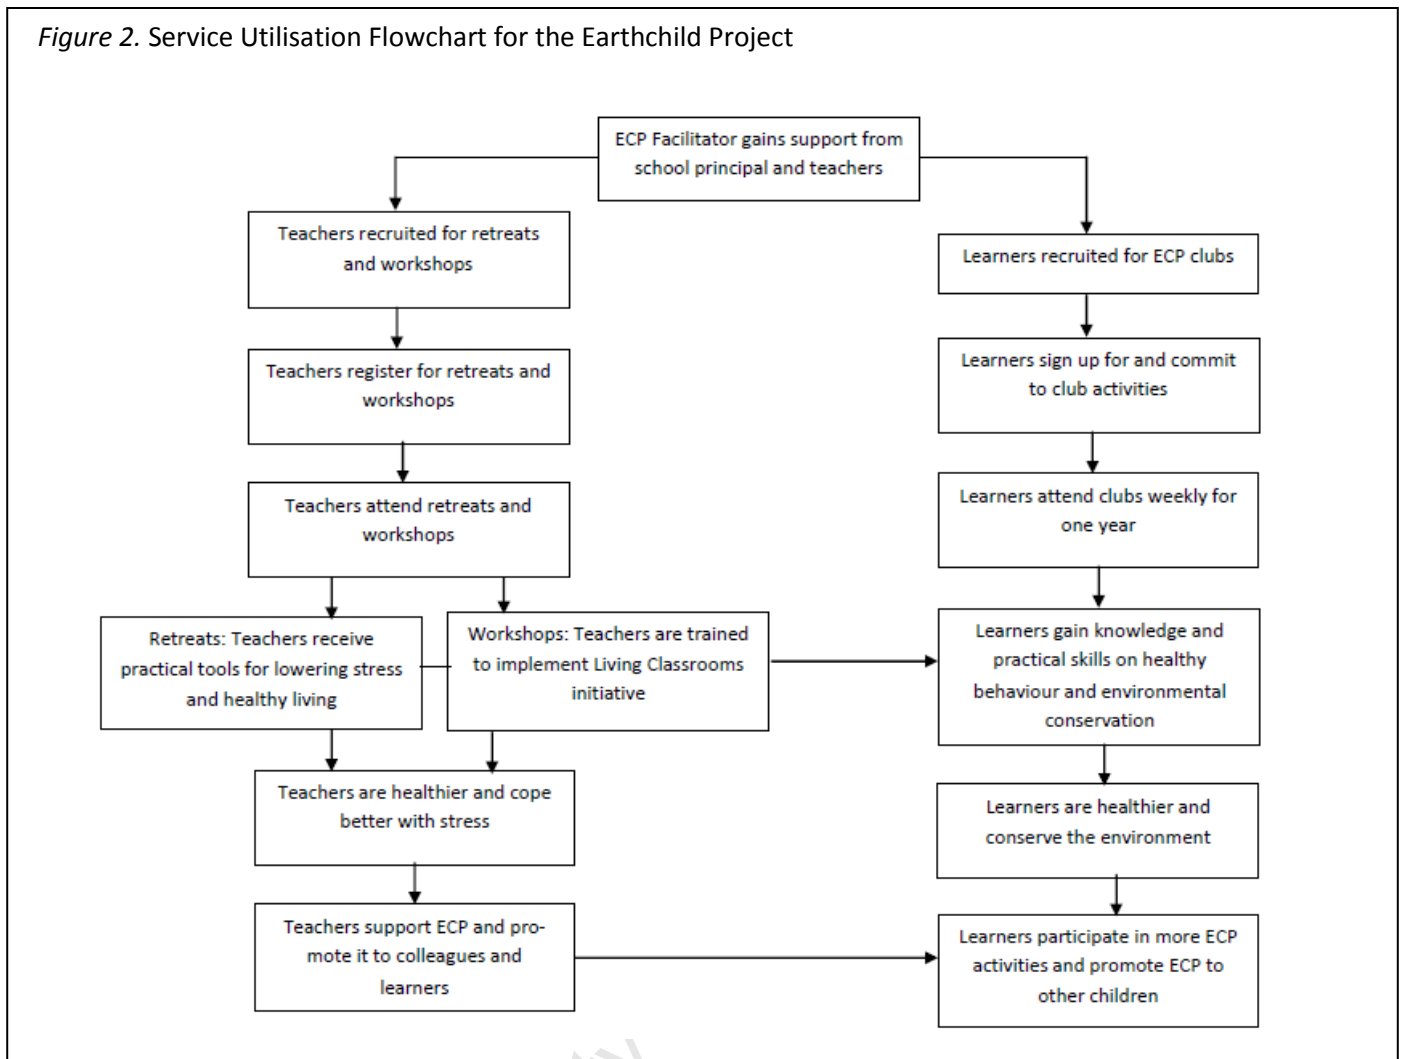 Figure 2. Service Utilisation Flowchart for the Earthchild Project
ECP Facilitator gains support from
school principal and teachers
Teachers recruited for retreats
and workshops
Learners recruited for ECP clubs
Teachers register for retreats and
workshops
Learners sign up for and commit
to club activities
Teachers attend retreats and
workshops
Learners attend clubs weekly for
one year
Retreats: Teachers receive
practical tools for lowering stress
and healthy living
Workshops: Teachers are trained
to implement Living Classrooms
initiative
Learners gain knowledge and
practical skills on healthy
behaviour and environmental
conservation
Teachers are healthier and cope
better with stress
Learners are healthier and
conserve the environment
Teachers support ECP and pro-
mote it to colleagues and
learners
Learners participate in more ECP
activities and promote ECP to
other children